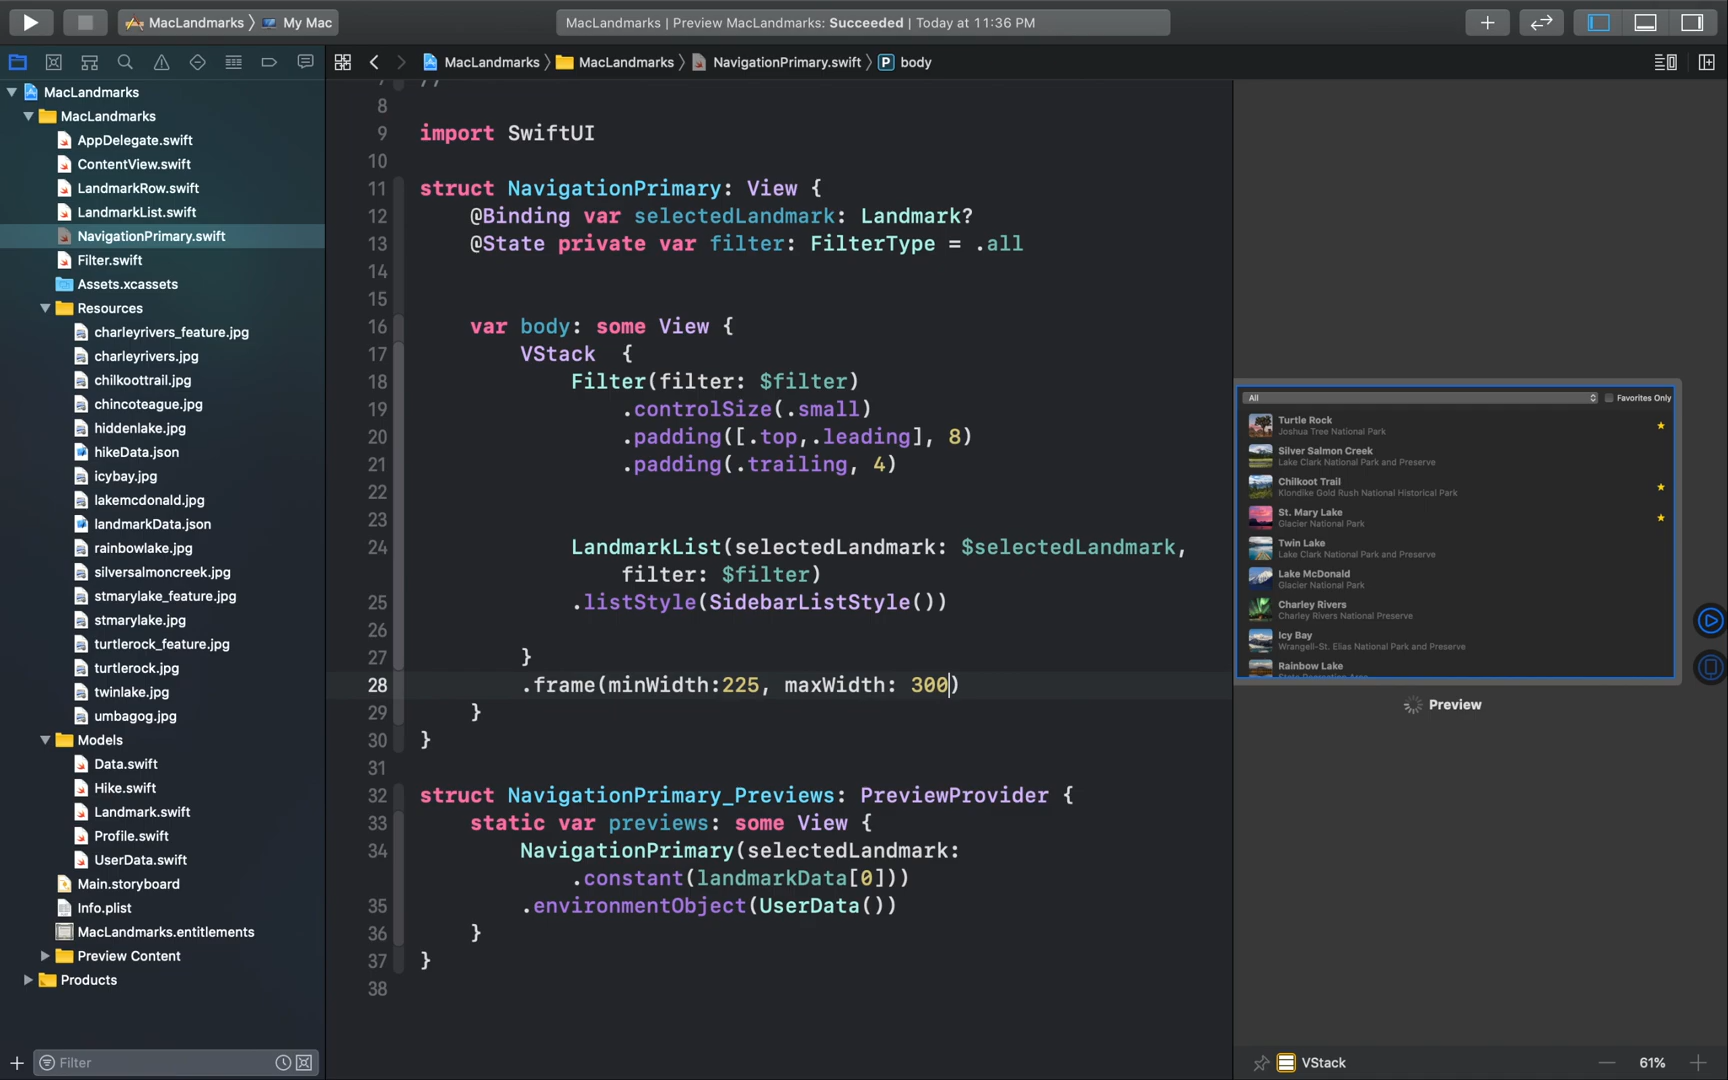 MacLandmarks 〉 My Mac
MacLandmarks | Preview MacLandmarks: Succeeded | Today at 11:36 PM
MacLandmarks 〉 MacLandmarks 〉 NavigationPrimary.swift 〉 P body
MacLandmarks
MacLandmarks
AppDelegate.swift
ContentView.swift
LandmarkRow.swift
LandmarkList.swift
NavigationPrimary.swift
Filter.swift
Assets.xcassets
Resources
charleyrivers_feature.jpg
charleyrivers.jpg
chilkoottrail.jpg
chincoteague.jpg
hiddenlake.jpg
hikeData.json
icybay.jpg
lakemcdonald.jpg
landmarkData.json
rainbowlake.jpg
silversalmoncreek.jpg
stmarylake_feature.jpg
stmarylake.jpg
turtlerock_feature.jpg
turtlerock.jpg
twinlake.jpg
umbagog.jpg
Models
Data.swift
Hike.swift
Landmark.swift
Profile.swift
UserData.swift
Main.storyboard
Info.plist
MacLandmarks.entitlements
Preview Content
Products
Filter
7 //
8
9 import SwiftUI
10
11 struct NavigationPrimary: View {
12 @Binding var selectedLandmark: Landmark?
13 @State private var filter: FilterType = .all
14
15
16 var body: some View {
17 VStack  {
18 Filter(filter: $filter)
19 .controlSize(.small)
20 .padding([.top,.leading], 8)
21 .padding(.trailing, 4)
22
23
24 LandmarkList(selectedLandmark: $selectedLandmark,
filter: $filter)
25 .listStyle(SidebarListStyle())
26
27 }
28 .frame(minWidth:225, maxWidth: 300)
29 }
30 }
31
32 struct NavigationPrimary_Previews: PreviewProvider {
33 static var previews: some View {
34 NavigationPrimary(selectedLandmark:
.constant(landmarkData[0]))
35 .environmentObject(UserData())
36 }
37 }
38
All Favorites Only
Turtle Rock
Joshua Tree National Park
Silver Salmon Creek
Lake Clark National Park and Preserve
Chilkoot Trail
Klondike Gold Rush National Historical Park
St. Mary Lake
Glacier National Park
Twin Lake
Lake Clark National Park and Preserve
Lake McDonald
Glacier National Park
Charley Rivers
Charley Rivers National Preserve
Icy Bay
Wrangell-St. Elias National Park and Preserve
Rainbow Lake
State Recreation Area
Preview
VStack
61%